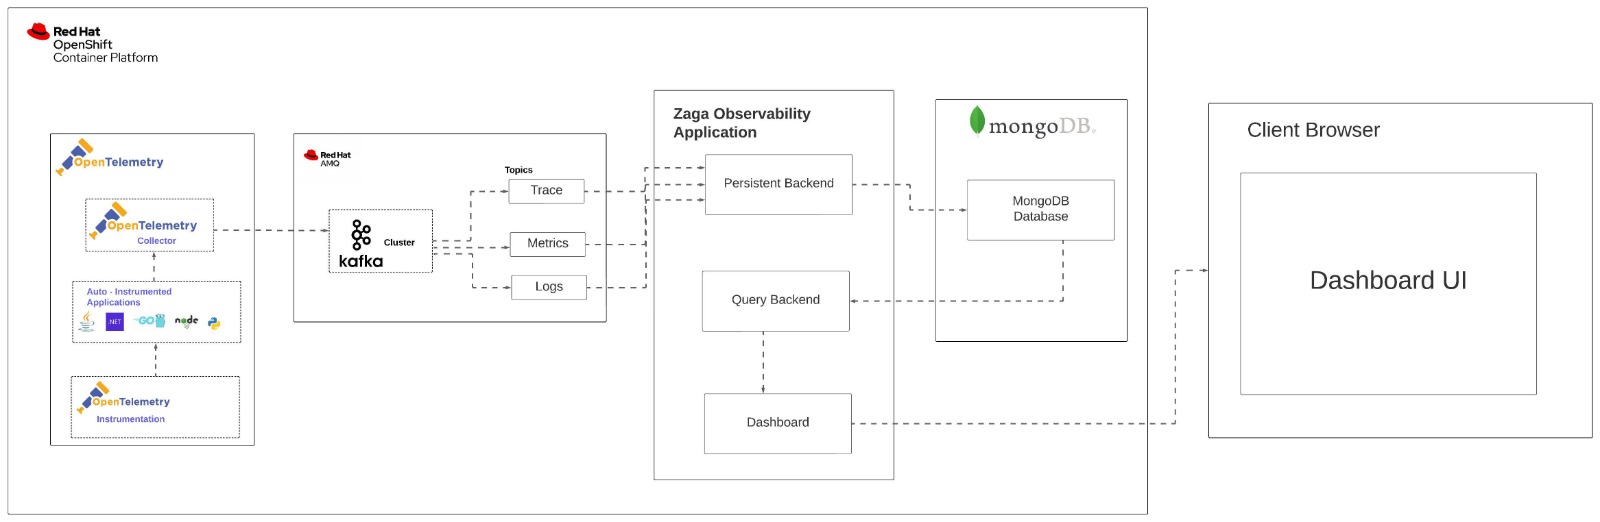 Red Hat
OpenShift
Container Platform
OpenTelemetry
OpenTelemetry
Collector
Auto - Instrumented
Applications
.NET
GO
node
OpenTelemetry
Instrumentation
Red Hat
AMQ
kafka
Cluster
Topics
Trace
Metrics
Logs
Zaga Observability
Application
Persistent Backend
Query Backend
Dashboard
mongoDB
MongoDB
Database
Client Browser
Dashboard UI